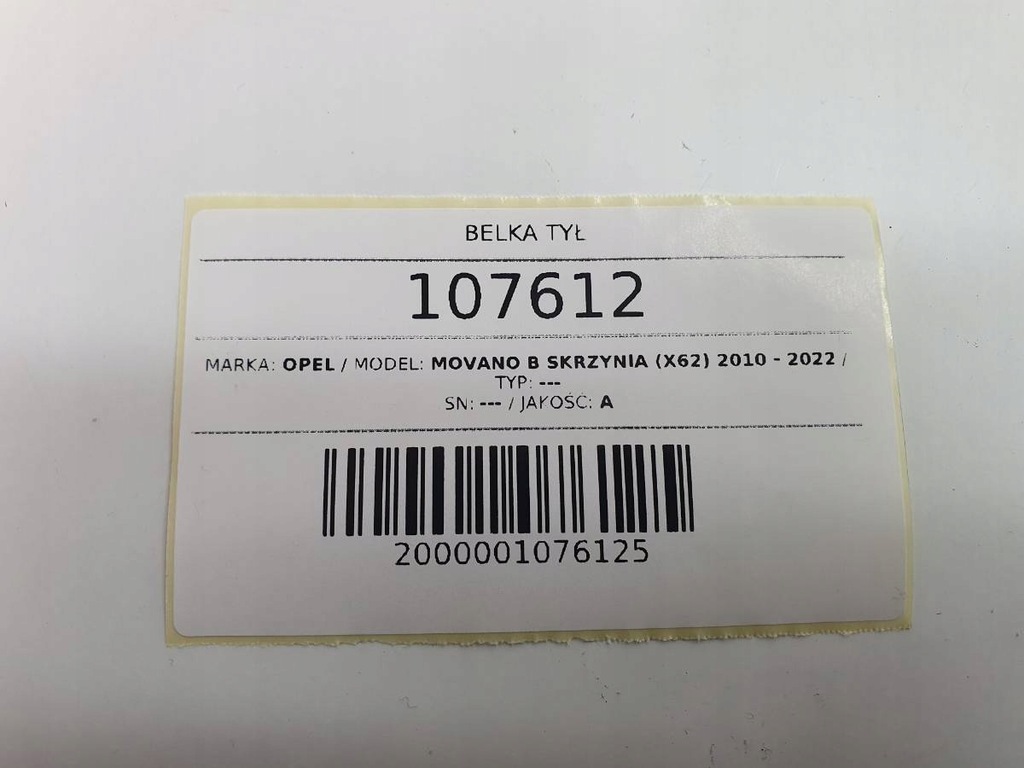 BELKA TYŁ
107612
MARKA: OPEL / MODEL: MOVANO B SKRZYNIA (X62) 2010 - 2022 /
TYP: ---
SN: --- / JAKOŚĆ: A
2000001076125